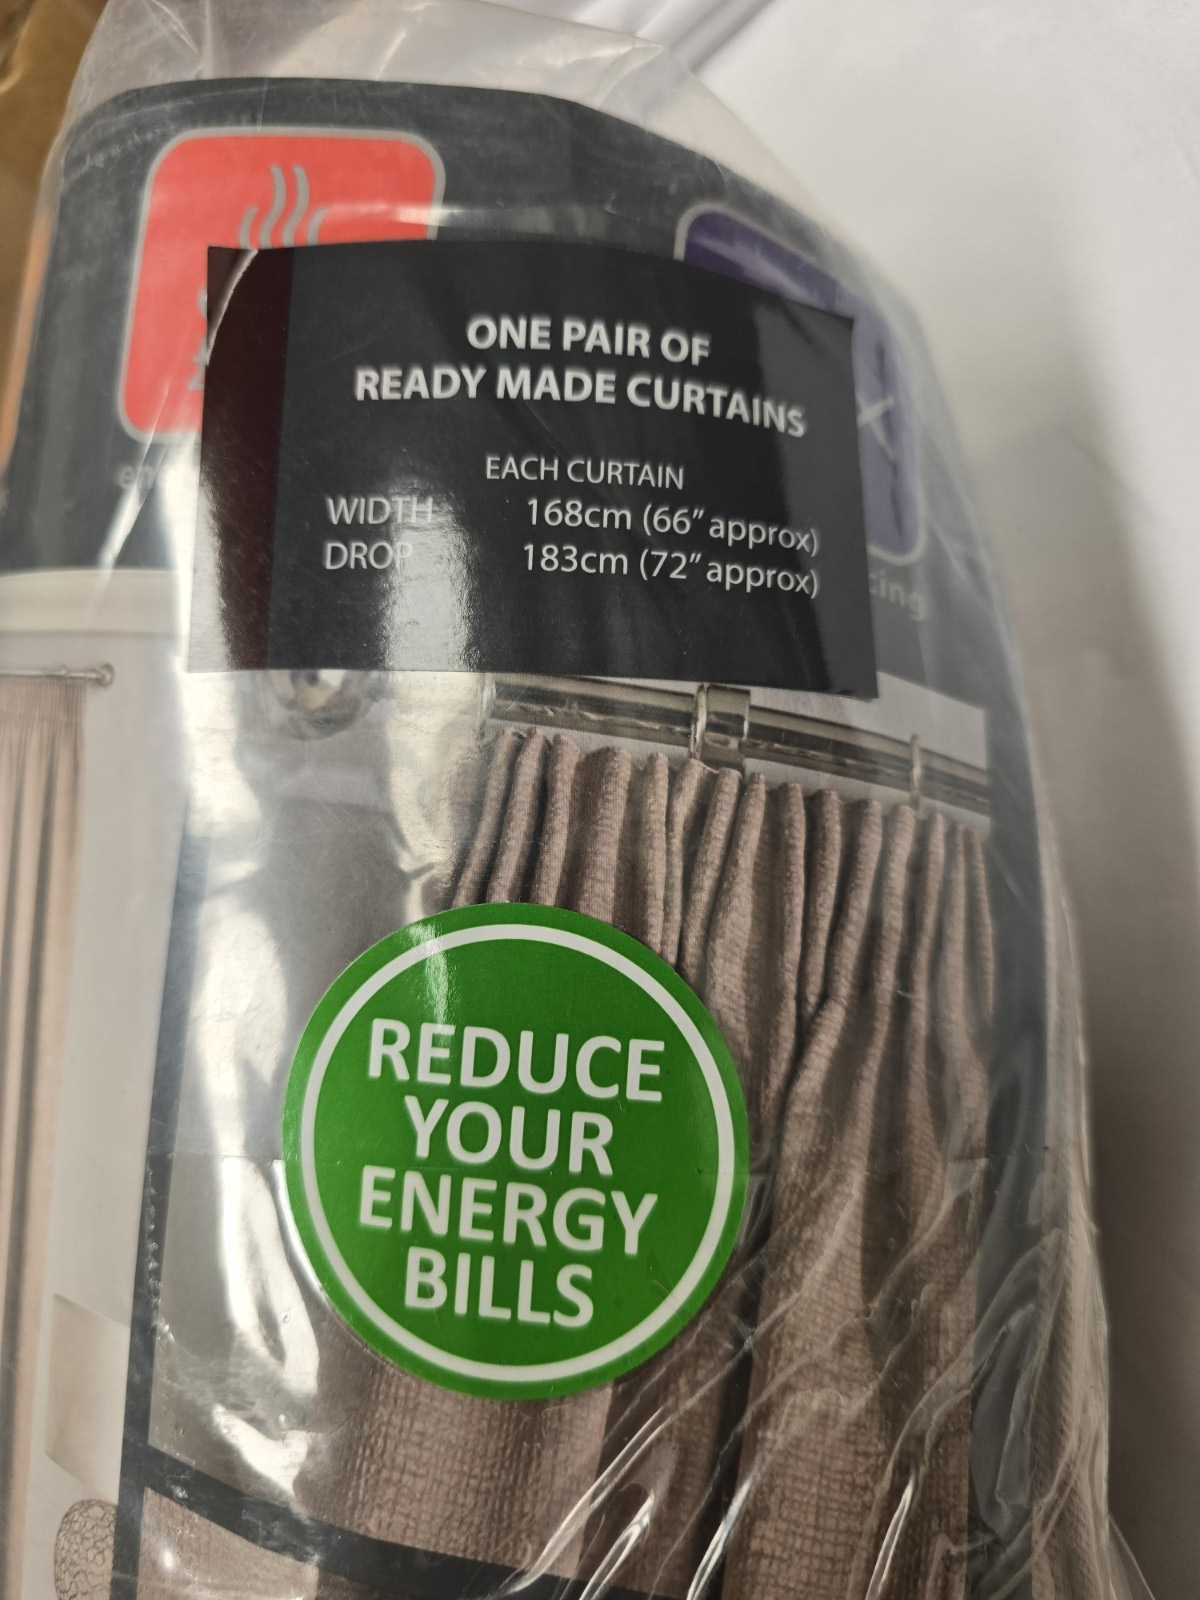 ONE PAIR OF
READY MADE CURTAINS
EACH CURTAIN
WIDTH 168cm (66" approx)
DROP 183cm (72" approx)
REDUCE
YOUR
ENERGY
BILLS